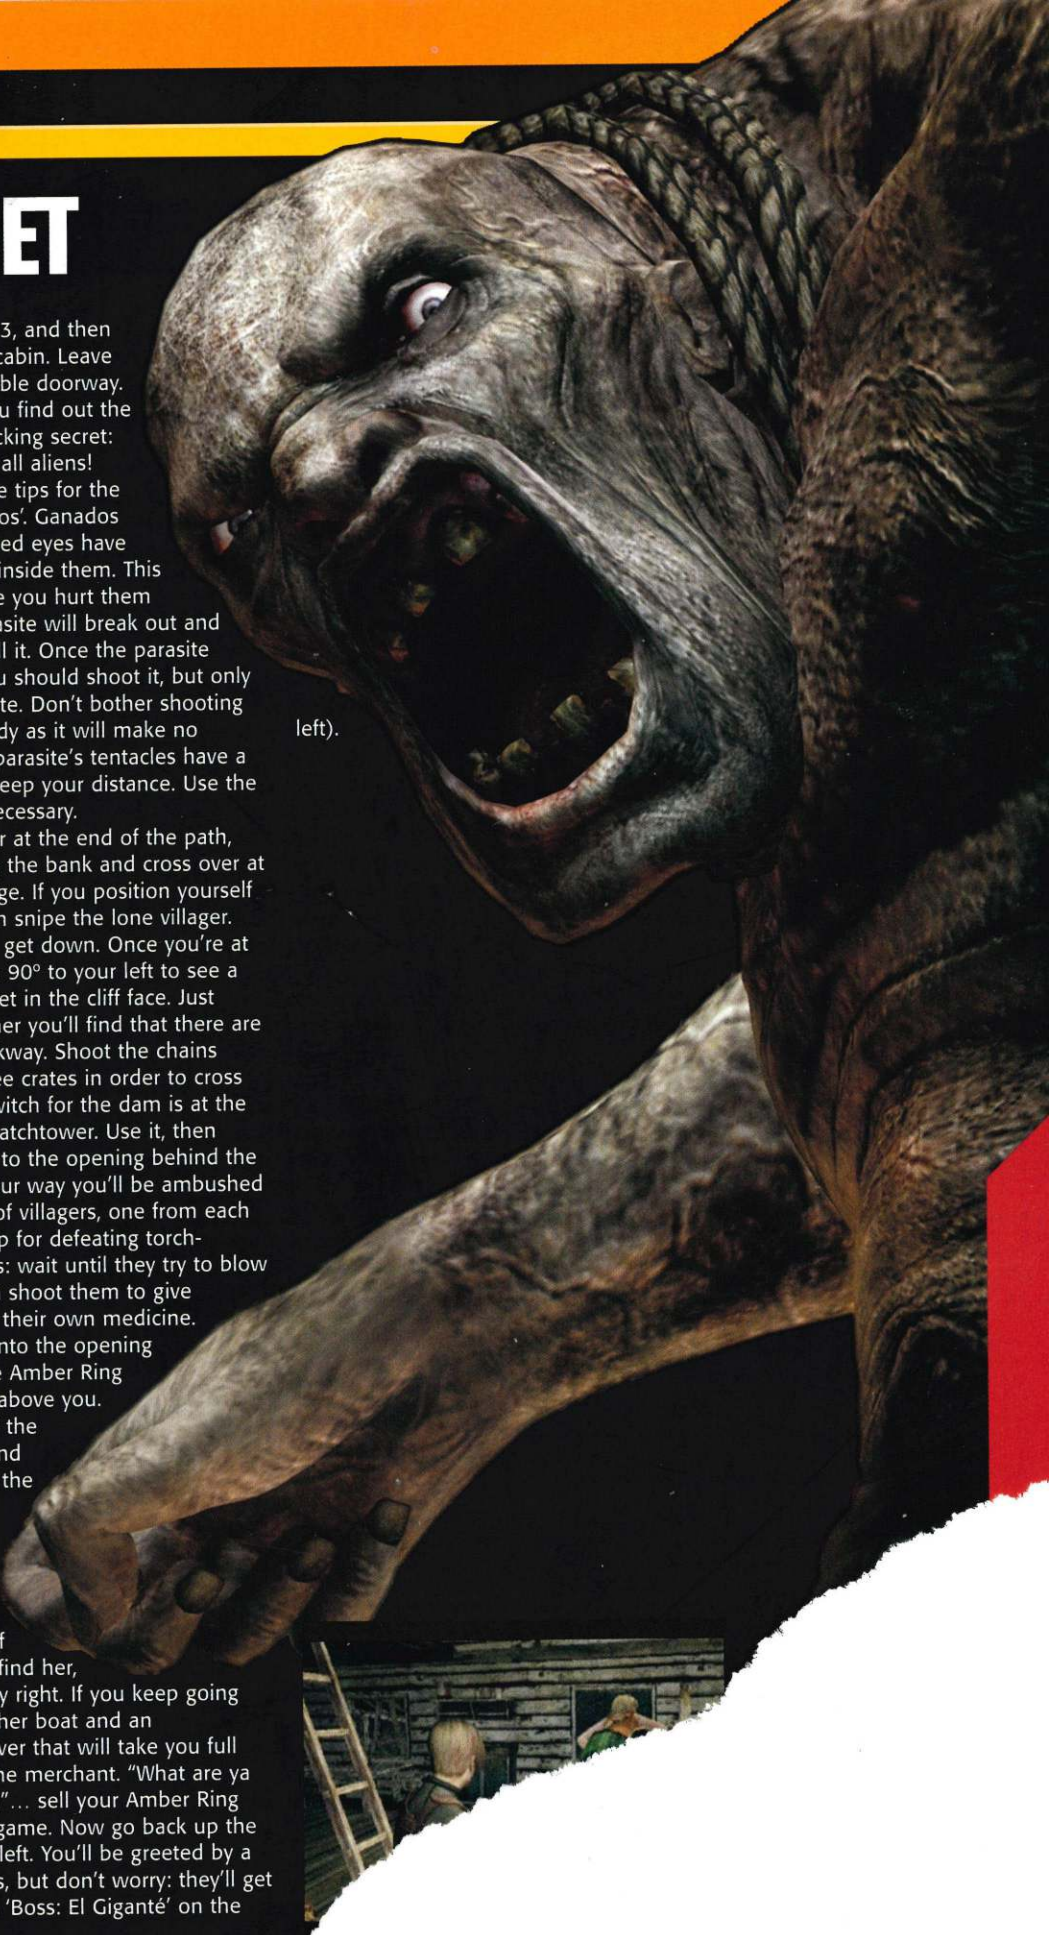 ET
3, and then
cabin. Leave
ble doorway.
u find out the
cking secret:
all aliens!
e tips for the
os'. Ganados
ed eyes have
inside them. This
e you hurt them
asite will break out and
ll it. Once the parasite
u should shoot it, but only
te. Don't bother shooting
dy as it will make no
parasite's tentacles have a
eep your distance. Use the
ecessary.
r at the end of the path,
the bank and cross over at
ge. If you position yourself
n snipe the lone villager.
get down. Once you're at
90º to your left to see a
et in the cliff face. Just
her you'll find that there are
kway. Shoot the chains
ee crates in order to cross
witch for the dam is at the
atchtower. Use it, then
to the opening behind the
ur way you'll be ambushed
of villagers, one from each
p for defeating torch-
s: wait until they try to blow
shoot them to give
their own medicine.
nto the opening
e Amber Ring
above you.
the
nd
the
f
find her,
y right. If you keep going
her boat and an
ver that will take you full
he merchant. "What are ya
"... sell your Amber Ring
game. Now go back up the
left. You'll be greeted by a
s, but don't worry: they'll get
'Boss: El Giganté' on the
left).